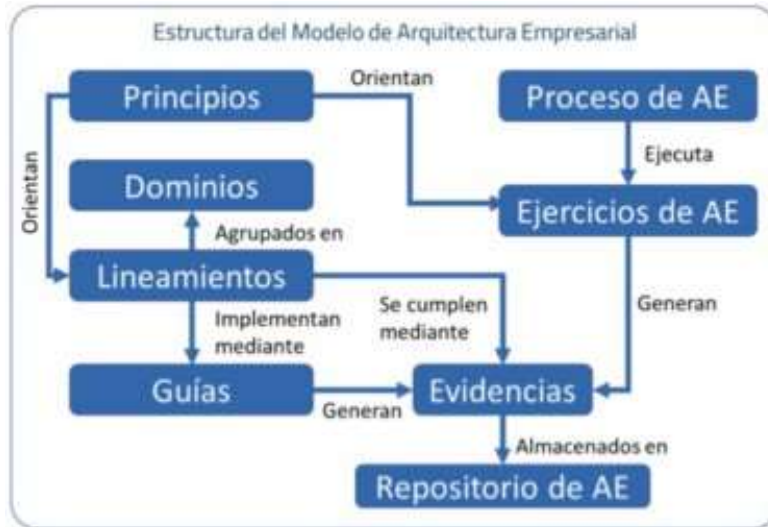 Estructura del Modelo de Arquitectura Empresarial
Principios
Orientan
Proceso de AE
Orientan
Ejecuta
Dominios
Ejercicios de AE
Agrupados en
Lineamientos
Implementan
mediante
Se cumplen
mediante
Generan
Guías
Generan
Evidencias
Almacenados en
Repositorio de AE